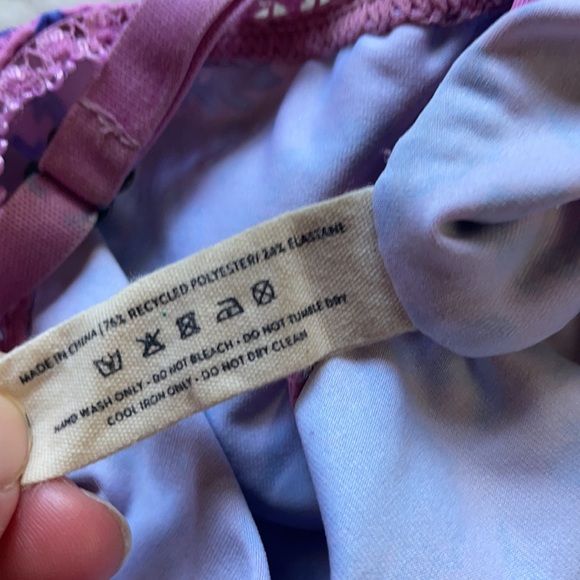 MADE IN CHINA | 76% RECYCLED POLYESTER/ 24% ELASTANE
HAND WASH ONLY - DO NOT BLEACH - DO NOT TUMBLE DRY
COOL IRON ONLY - DO NOT DRY CLEAN